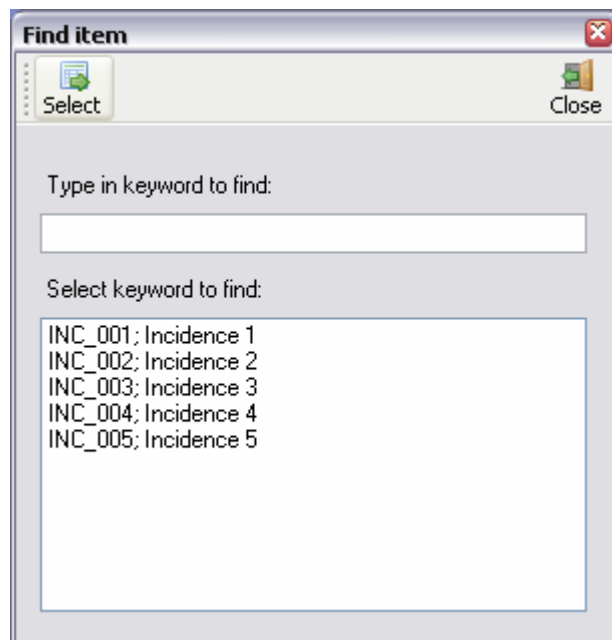 Find item
Select
Close
Type in keyword to find:
Select keyword to find:
INC_001; Incidence 1
INC_002; Incidence 2
INC_003; Incidence 3
INC_004; Incidence 4
INC_005; Incidence 5